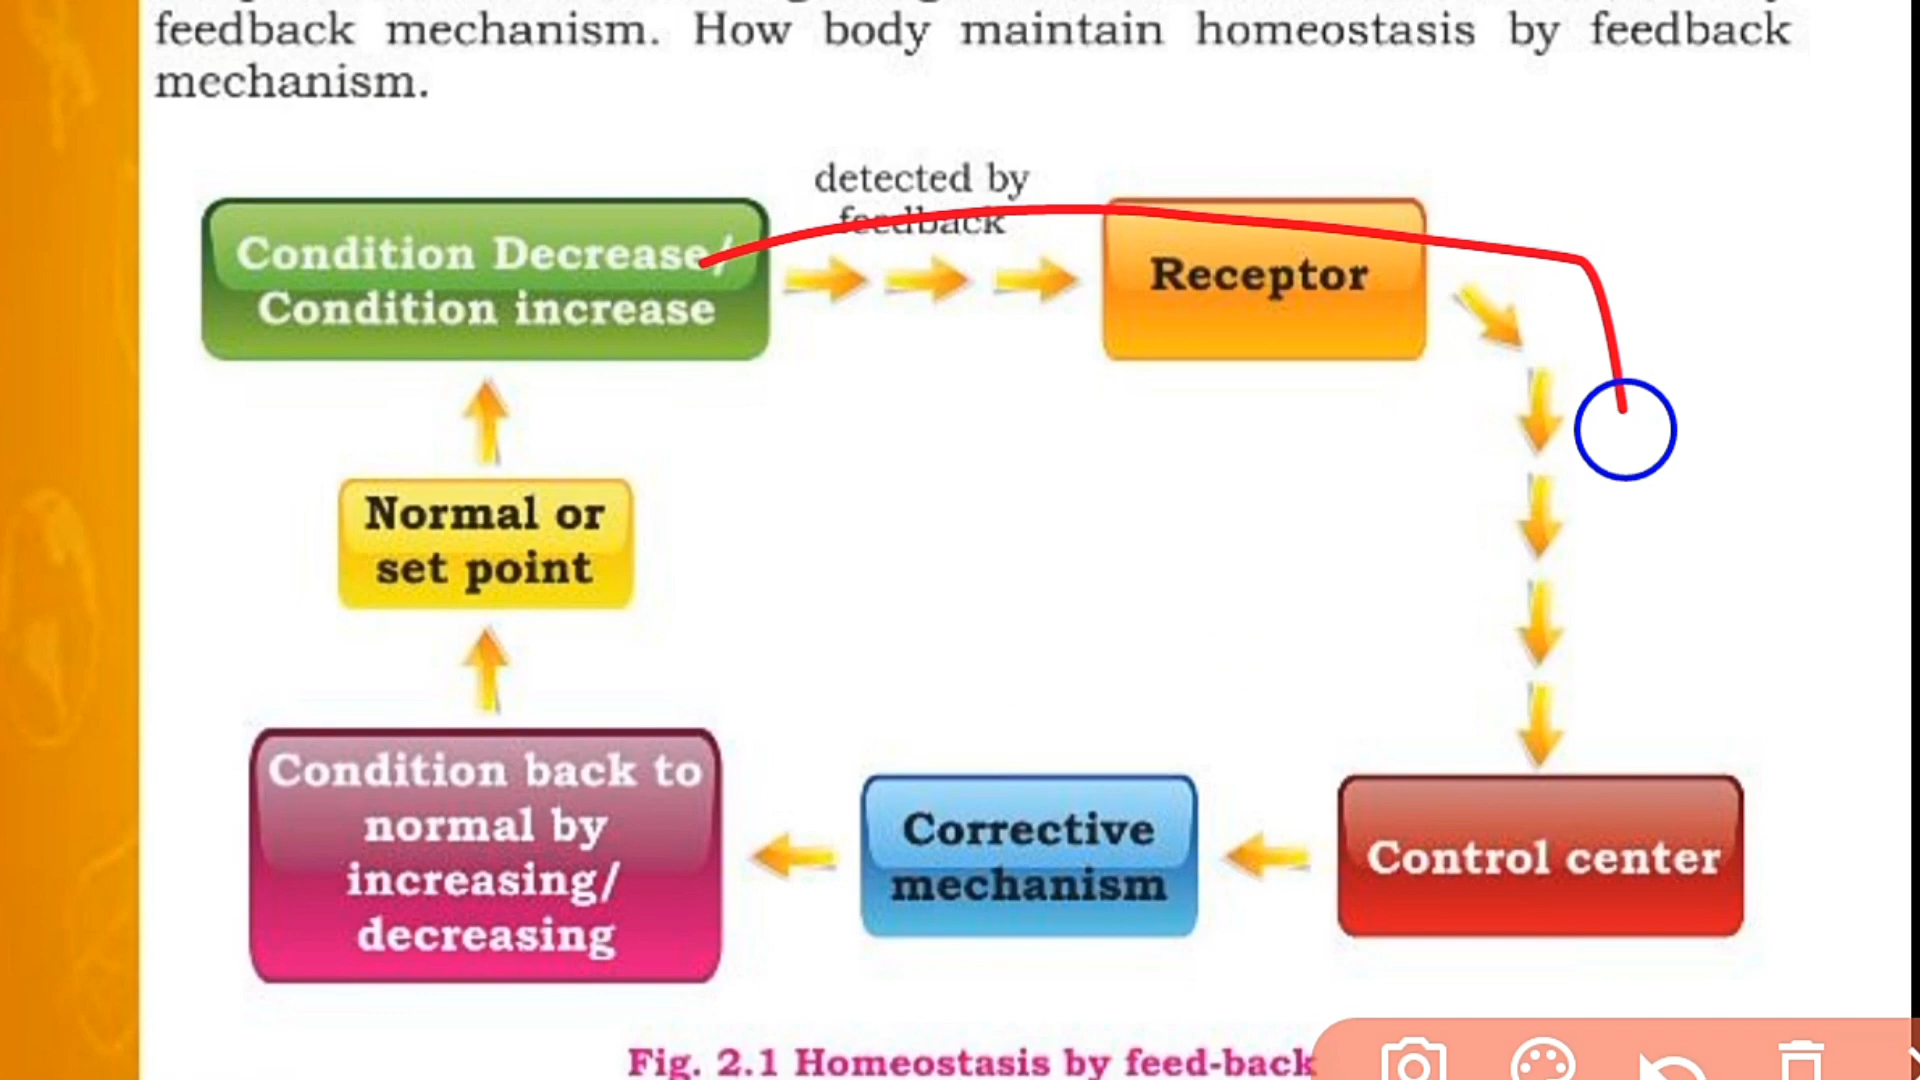 feedback mechanism. How body maintain homeostasis by feedback
mechanism.
detected by
feedback
Condition Decrease/
Condition increase
Receptor
Normal or
set point
Condition back to
normal by
increasing/
decreasing
Corrective
mechanism
Control center
Fig. 2.1 Homeostasis by feed-back